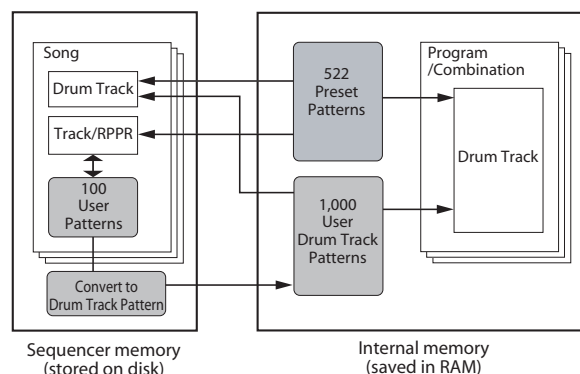 Song
Drum Track
Track/RPPR
100
User
Patterns
Convert to
Drum Track Pattern
Sequencer memory
(stored on disk)
522
Preset
Patterns
1,000
User
Drum Track
Patterns
Program
/Combination
Drum Track
Internal memory
(saved in RAM)